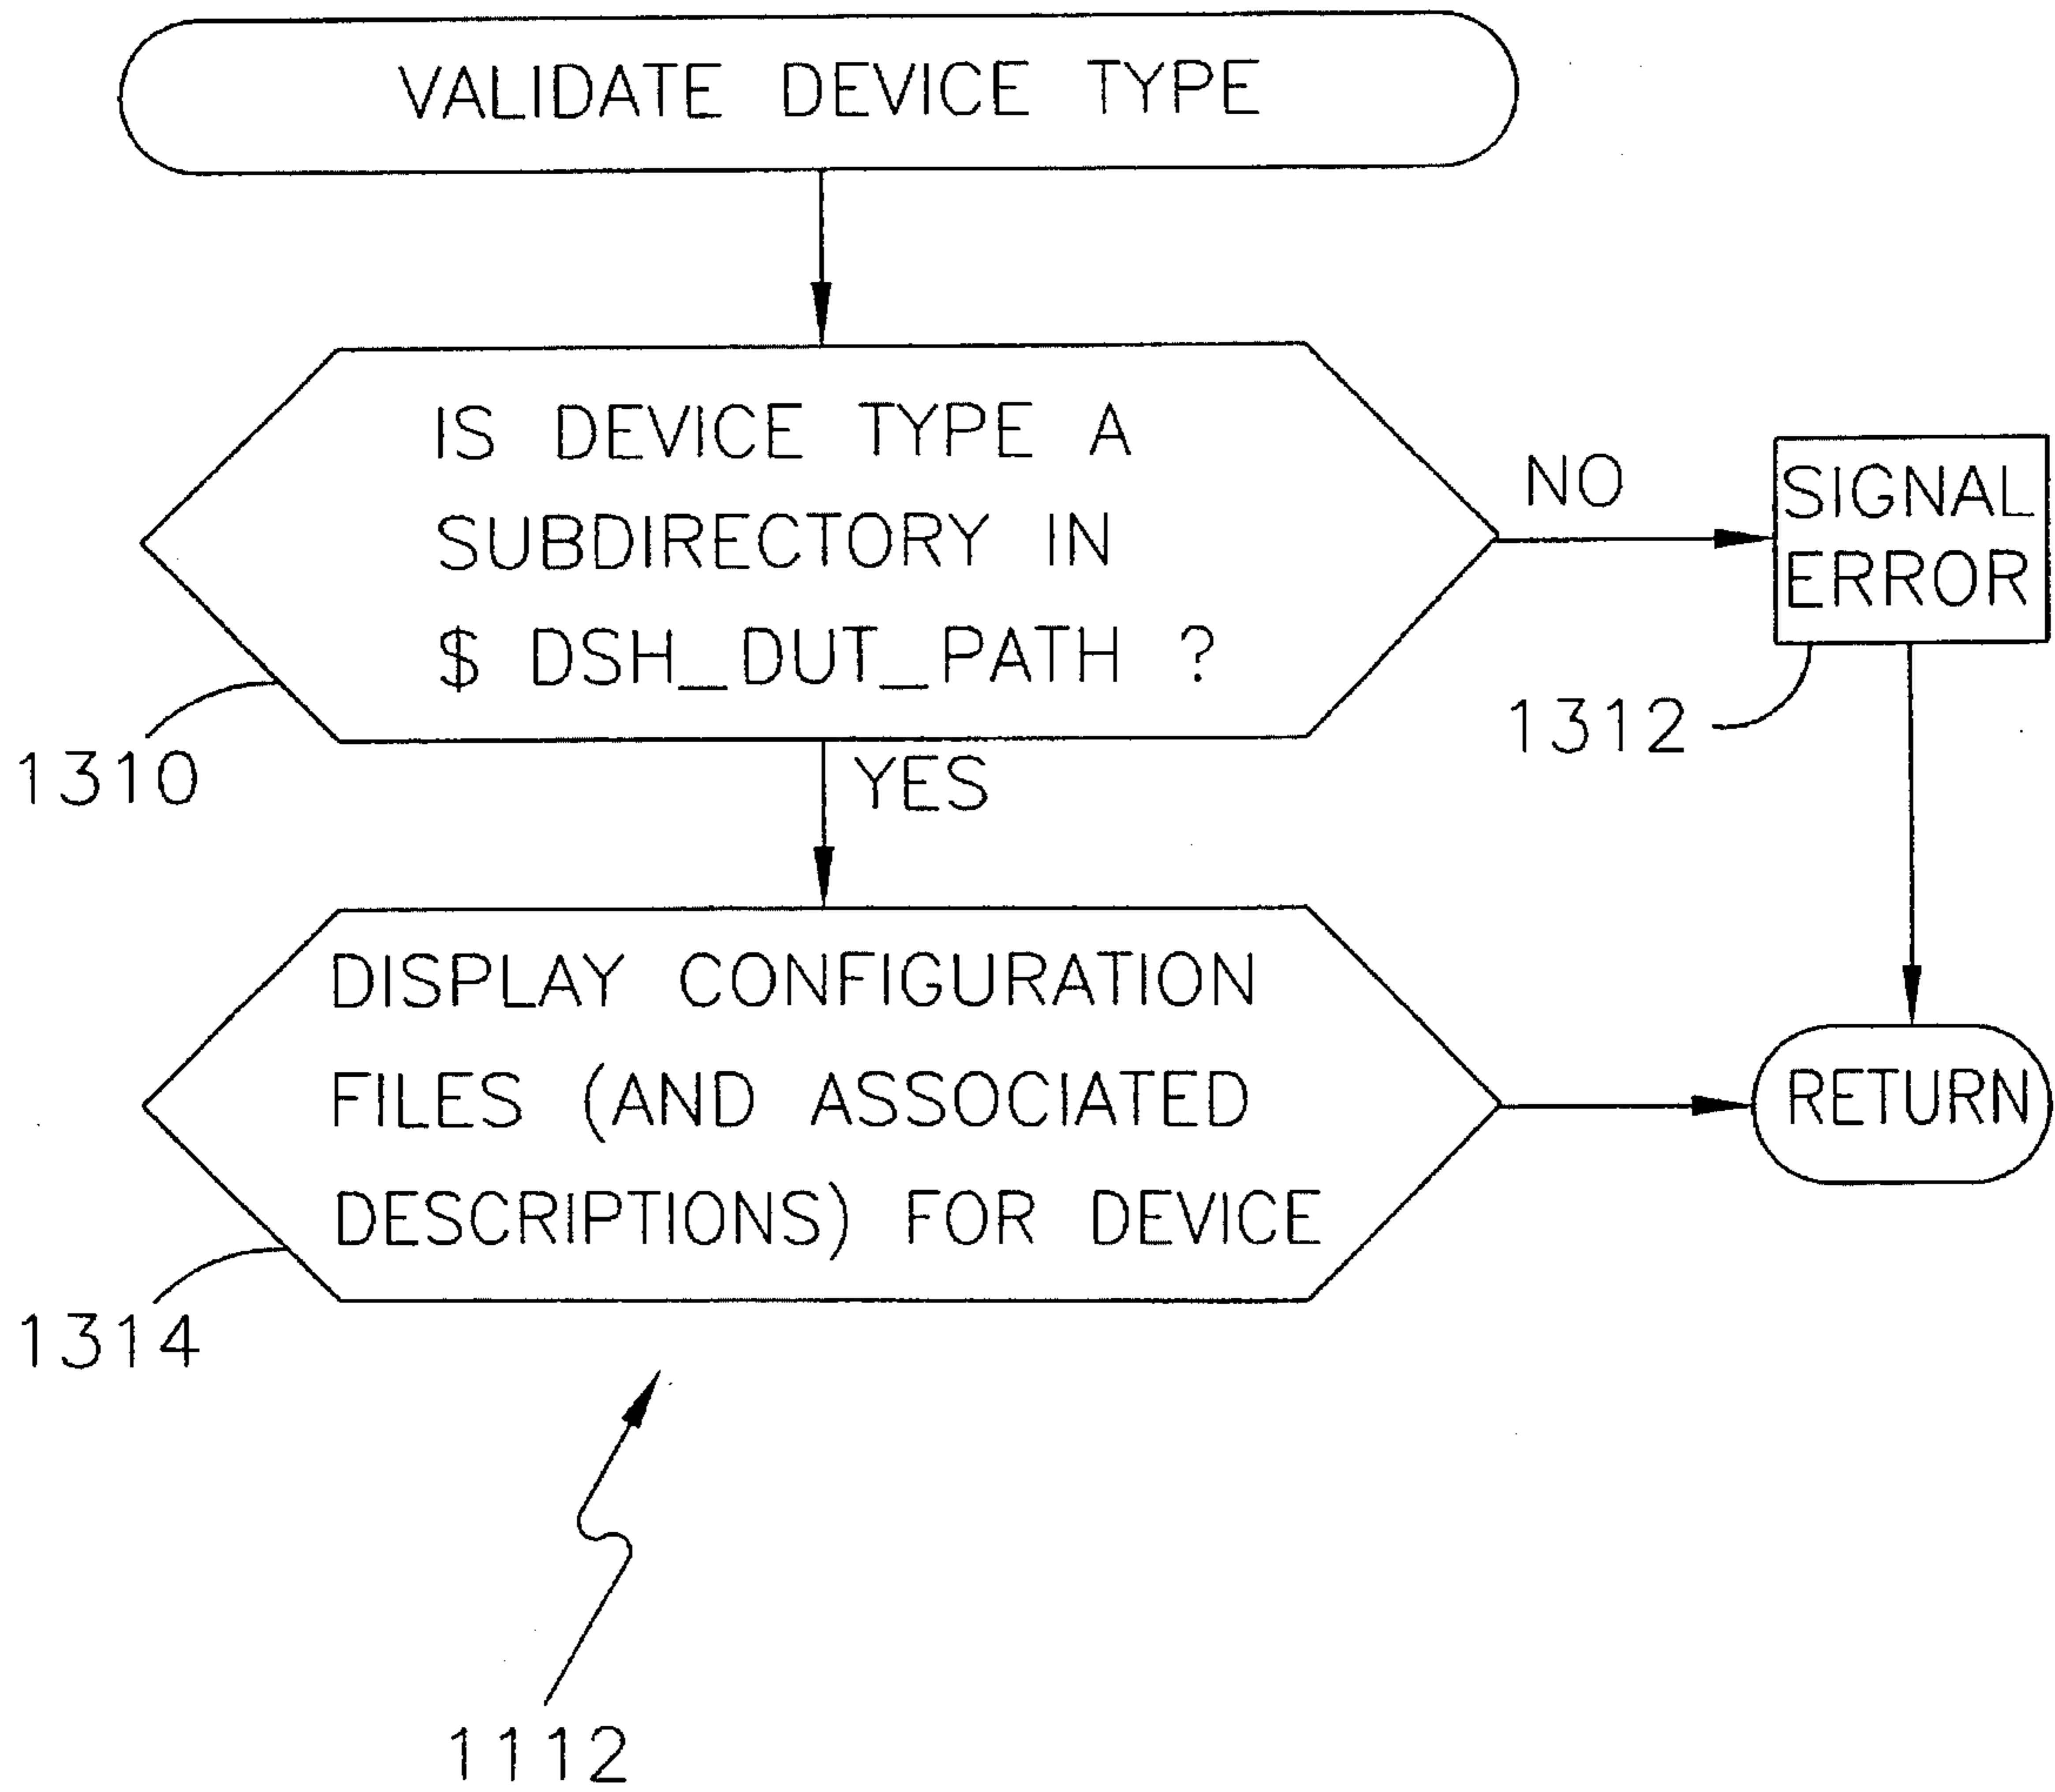 VALIDATE DEVICE TYPE
IS DEVICE TYPE A
SUBDIRECTORY IN
$ DSH_DUT_PATH ?
NO
SIGNAL
ERROR
1310
1312
YES
DISPLAY CONFIGURATION
FILES (AND ASSOCIATED
DESCRIPTIONS) FOR DEVICE
RETURN
1314
1112